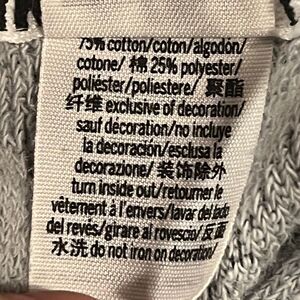 75% cotton/coton/algodón/
cotone/ 棉 25% polyester/
poliéster/poliestere/ 聚酯
纤维 exclusive of decoration/
sauf décoration/no incluye
la decoración/esclusa la
decorazione/ 装饰除外
turn inside out/retourner le
vêtement à l'envers/lavar del lado
del revés/girare al rovescio/反面
水洗 do not iron on decoration/